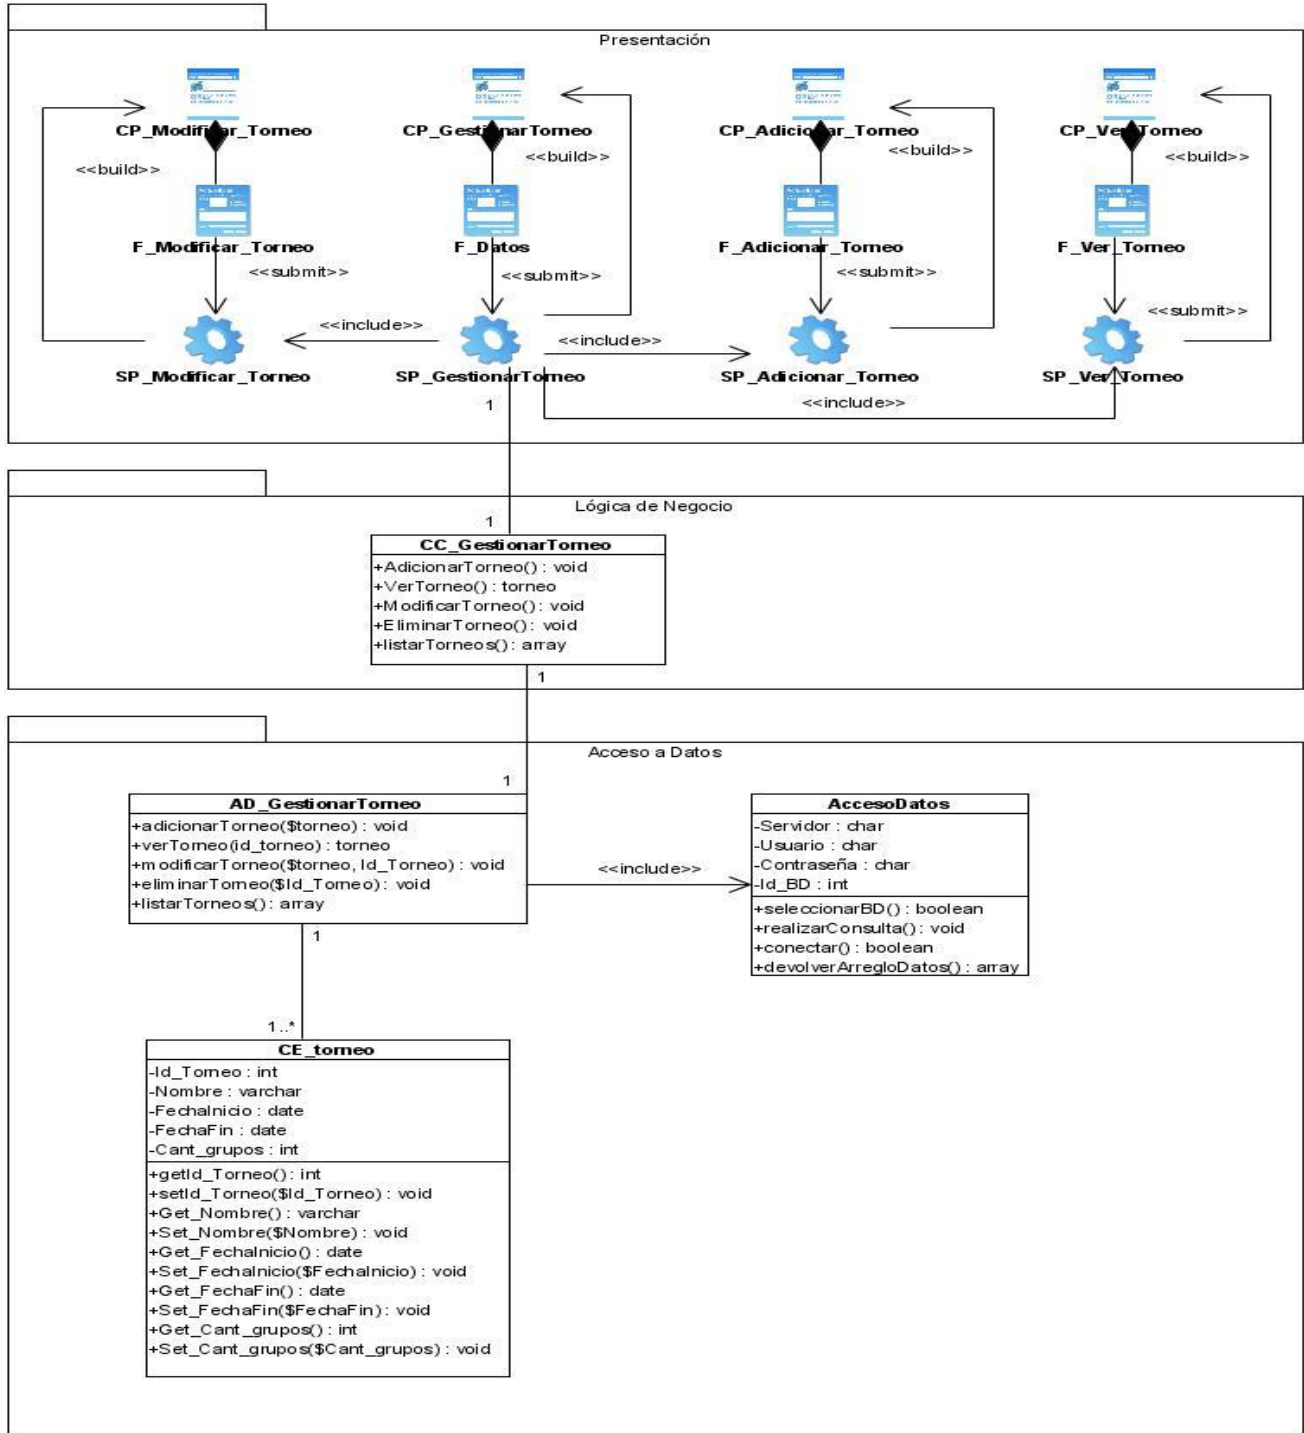 Presentación
CP_Modificar_Torneo
CP_GestionarTorneo
CP_Adicionar_Torneo
CP_Ver_Torneo
<<build>>
<<build>>
<<build>>
<<build>>
F_Modificar_Torneo
F_Datos
F_Adicionar_Torneo
F_Ver_Torneo
<<submit>>
<<submit>>
<<submit>>
<<submit>>
<<include>>
<<include>>
SP_Modificar_Torneo
SP_GestionarTorneo
SP_Adicionar_Torneo
SP_Ver_Torneo
<<include>>
1
Lógica de Negocio
1
CC_GestionarTorneo
+AdicionarTorneo() : void
+VerTorneo() : torneo
+ModificarTorneo() : void
+EliminarTorneo() : void
+listarTorneos() : array
1
Acceso a Datos
1
AD_GestionarTorneo
+adicionarTorneo($torneo) : void
+verTorneo(id_torneo) : torneo
+modificarTorneo($torneo, Id_Torneo) : void
+eliminarTorneo($Id_Torneo) : void
+listarTorneos() : array
<<include>>
AccesoDatos
-Servidor : char
-Usuario : char
-Contraseña : char
-Id_BD : int
+seleccionarBD() : boolean
+realizarConsulta() : void
+conectar() : boolean
+devolverArregloDatos() : array
1
1..*
CE_torneo
-Id_Torneo : int
-Nombre : varchar
-FechaInicio : date
-FechaFin : date
-Cant_grupos : int
+getId_Torneo() : int
+setId_Torneo($Id_Torneo) : void
+Get_Nombre() : varchar
+Set_Nombre($Nombre) : void
+Get_FechaInicio() : date
+Set_FechaInicio($FechaInicio) : void
+Get_FechaFin() : date
+Set_FechaFin($FechaFin) : void
+Get_Cant_grupos() : int
+Set_Cant_grupos($Cant_grupos) : void